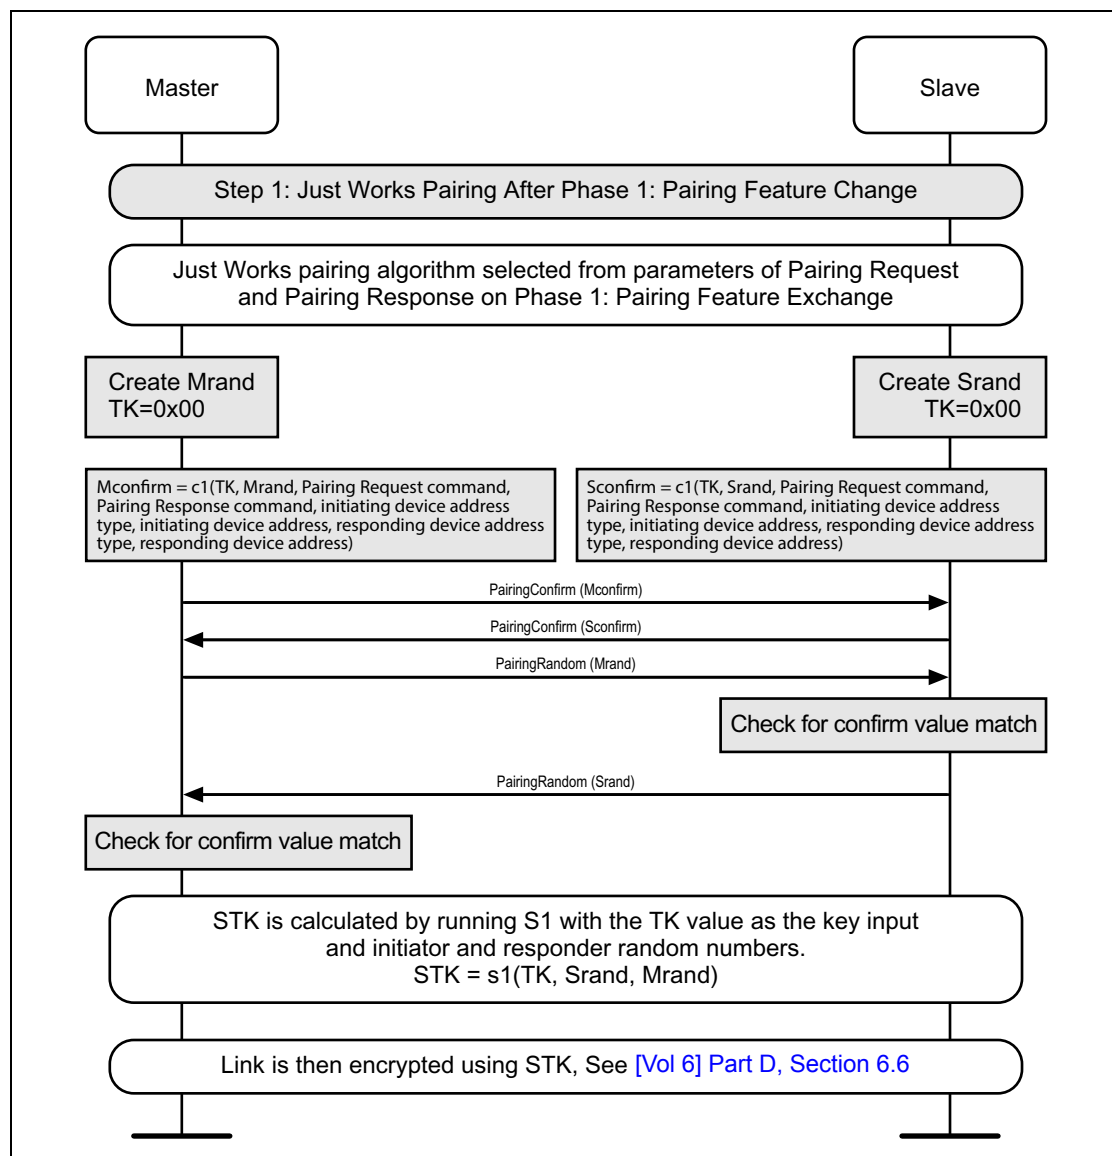 Master
Slave
Step 1: Just Works Pairing After Phase 1: Pairing Feature Change
Just Works pairing algorithm selected from parameters of Pairing Request
and Pairing Response on Phase 1: Pairing Feature Exchange
Create Mrand
TK=0x00
Create Srand
TK=0x00
Mconfirm = c1(TK, Mrand, Pairing Request command,
Pairing Response command, initiating device address
type, initiating device address, responding device address
type, responding device address)
Sconfirm = c1(TK, Srand, Pairing Request command,
Pairing Response command, initiating device address
type, initiating device address, responding device address
type, responding device address)
PairingConfirm (Mconfirm)
PairingConfirm (Sconfirm)
PairingRandom (Mrand)
Check for confirm value match
PairingRandom (Srand)
Check for confirm value match
STK is calculated by running S1 with the TK value as the key input
and initiator and responder random numbers.
STK = s1(TK, Srand, Mrand)
Link is then encrypted using STK, See [Vol 6] Part D, Section 6.6